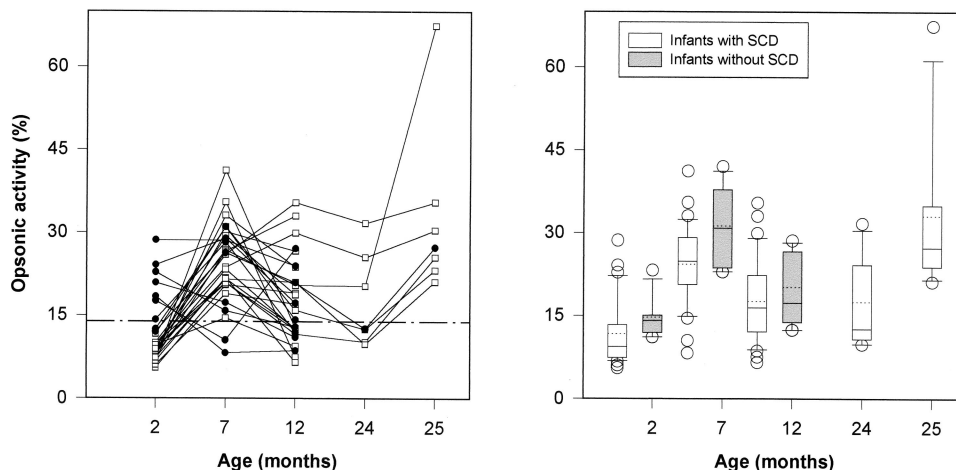 Opsonic activity (%)
60
45
30
15
0
2 7 12 24 25
Age (months)
Infants with SCD
Infants without SCD
60
45
30
15
0
2 7 12 24 25
Age (months)